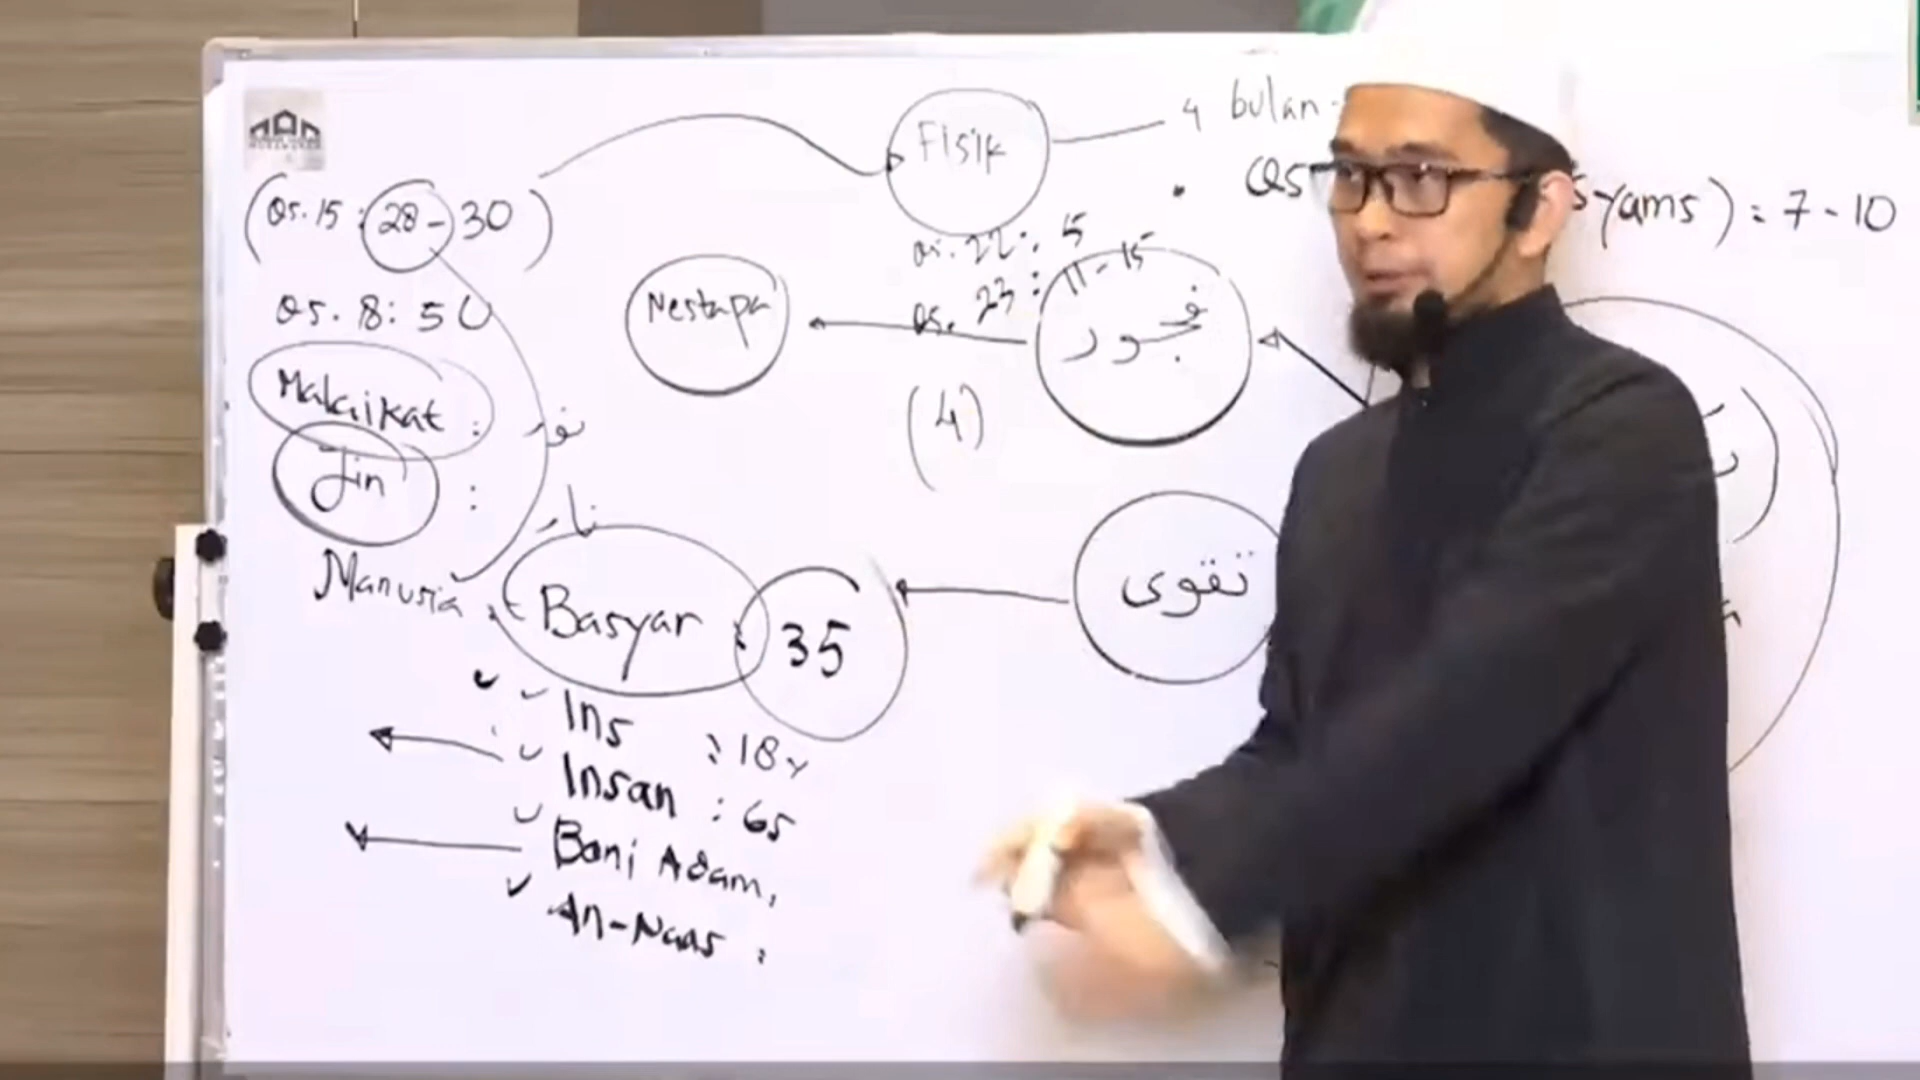 Fisik
4 bulan
(QS. 15 : 28 - 30)
QS
syams) : 7 - 10
QS. 22 : 5
QS. 23 : 11 - 15
QS. 8 : 50
Nestapa
فجور
Malaikat : نور
(4)
Jin : نار
Manusia : Basyar : 35
تقوى
Ins : 18
Insan : 65
Bani Adam
An-Naas :